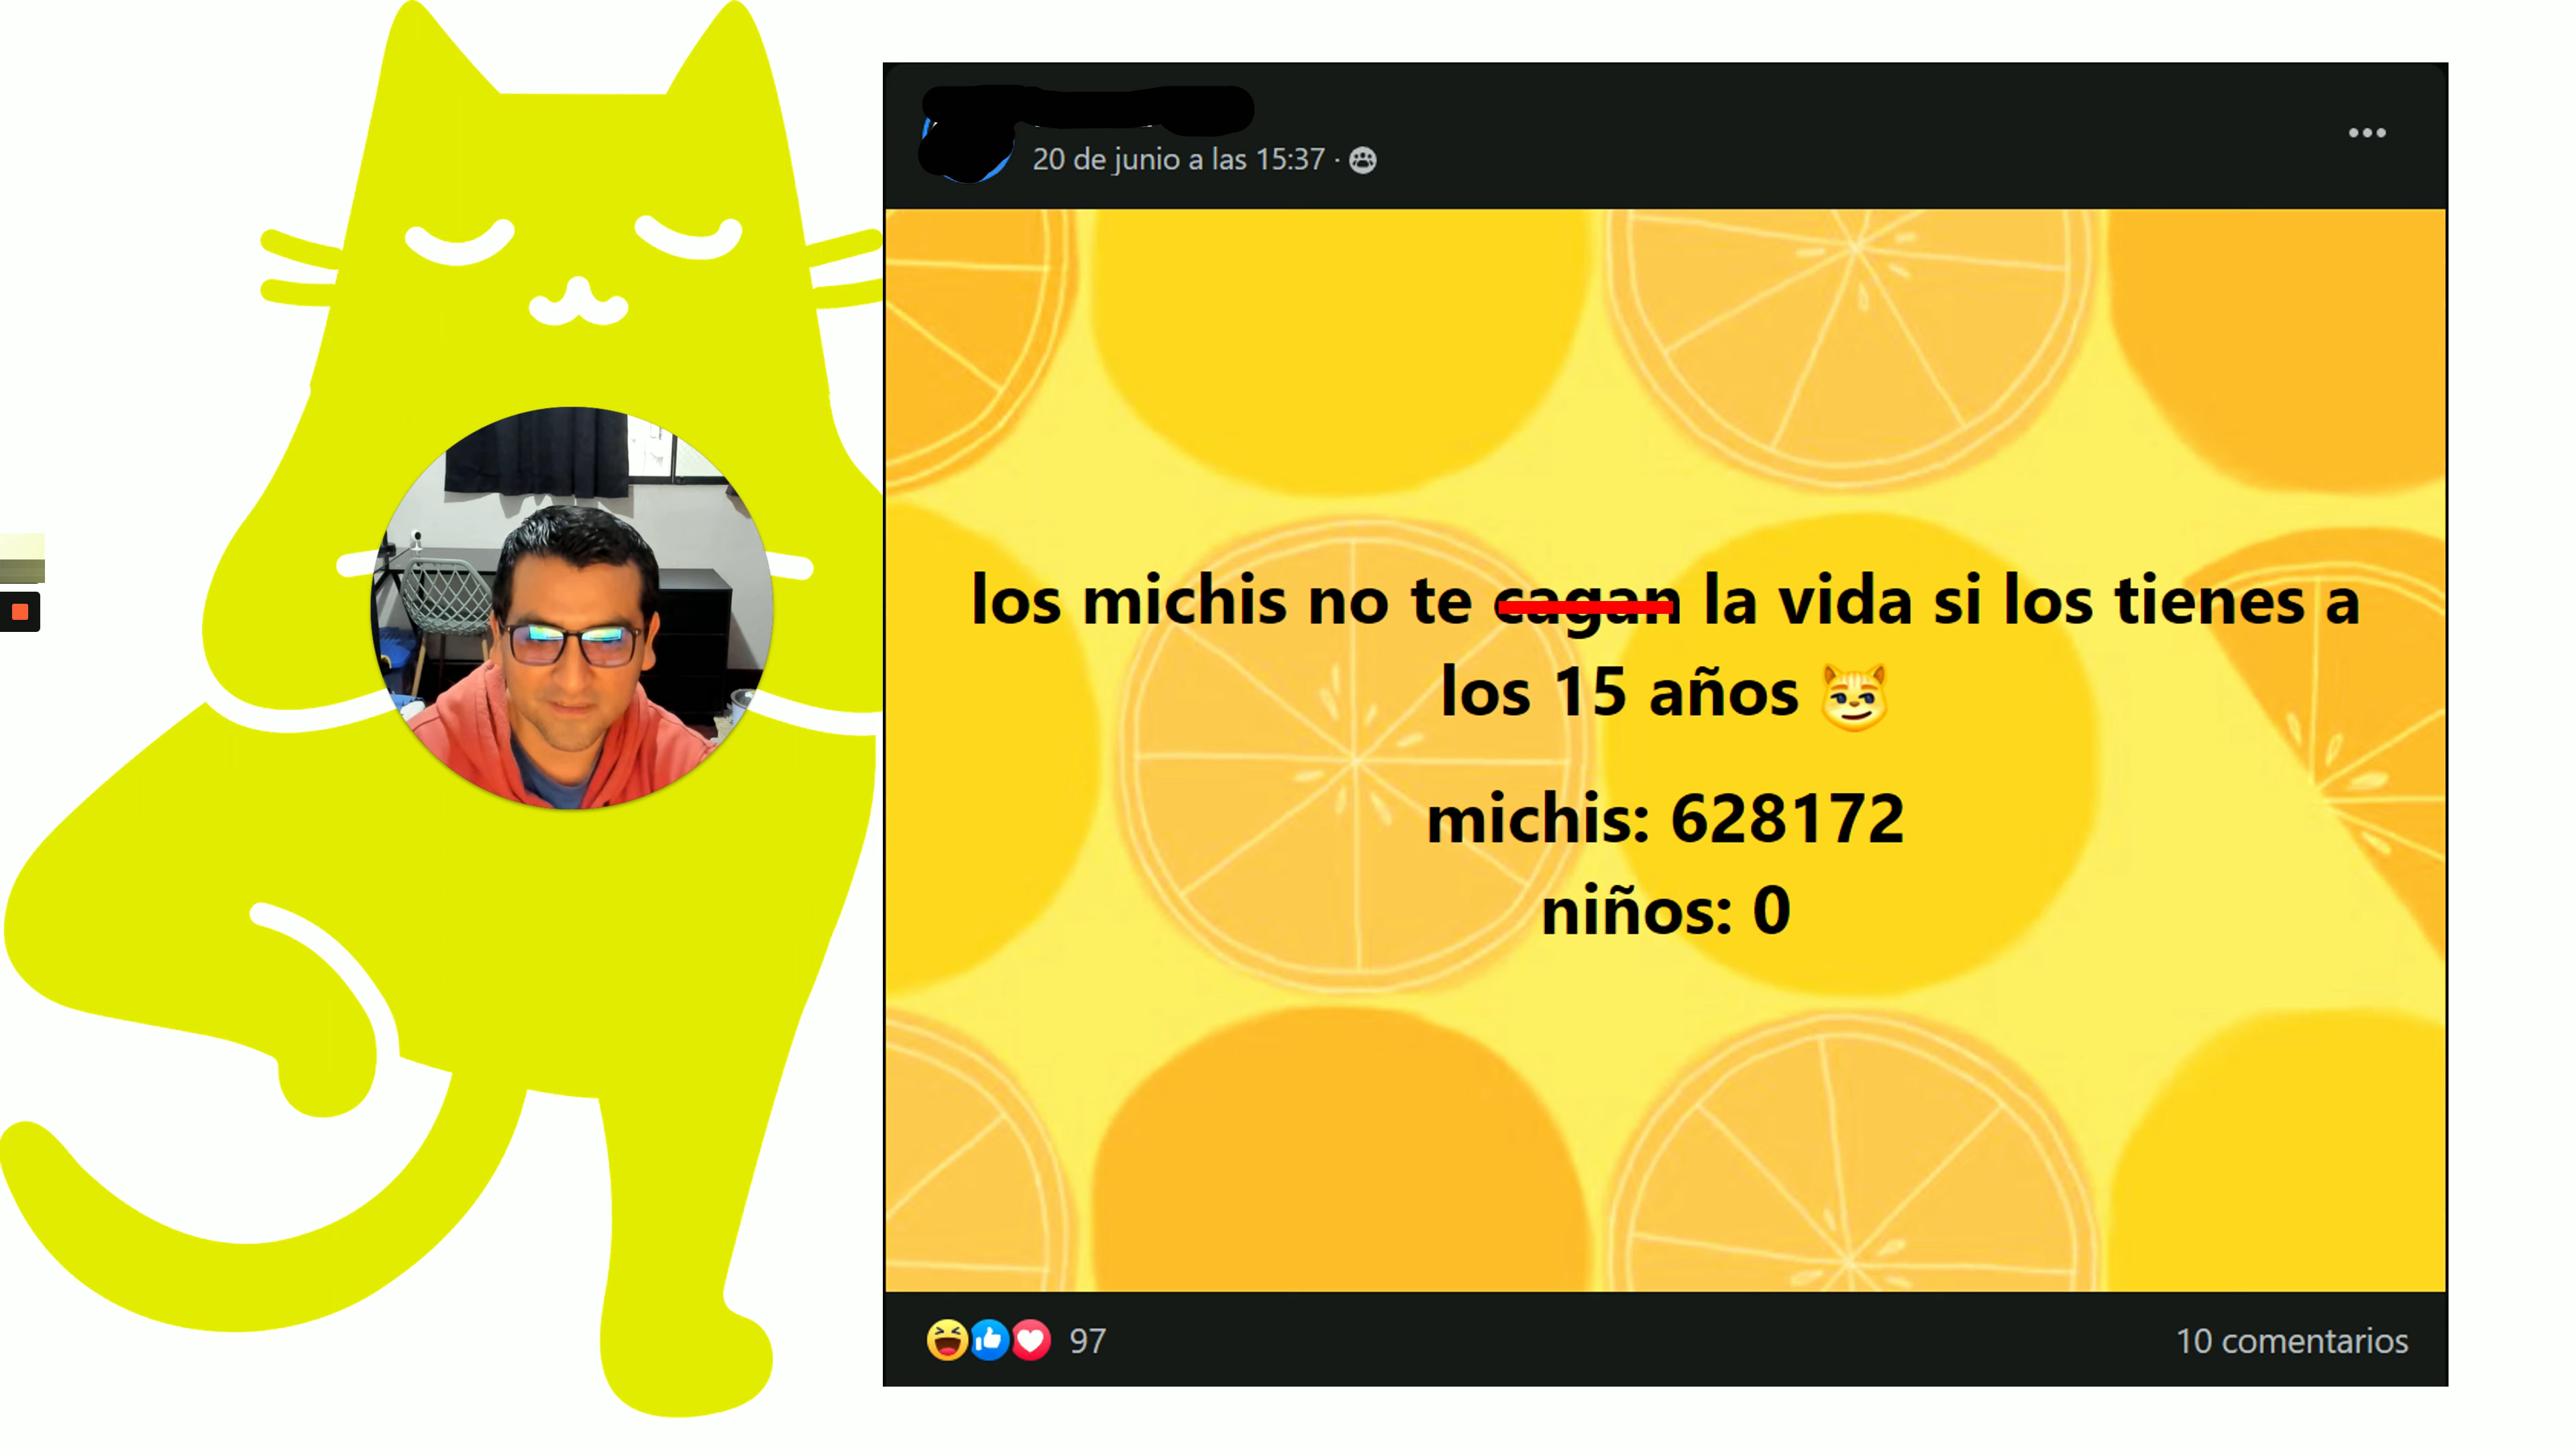 20 de junio a las 15:37 ·
los michis no te cagan la vida si los tienes a
los 15 años 😼
michis: 628172
niños: 0
97
10 comentarios